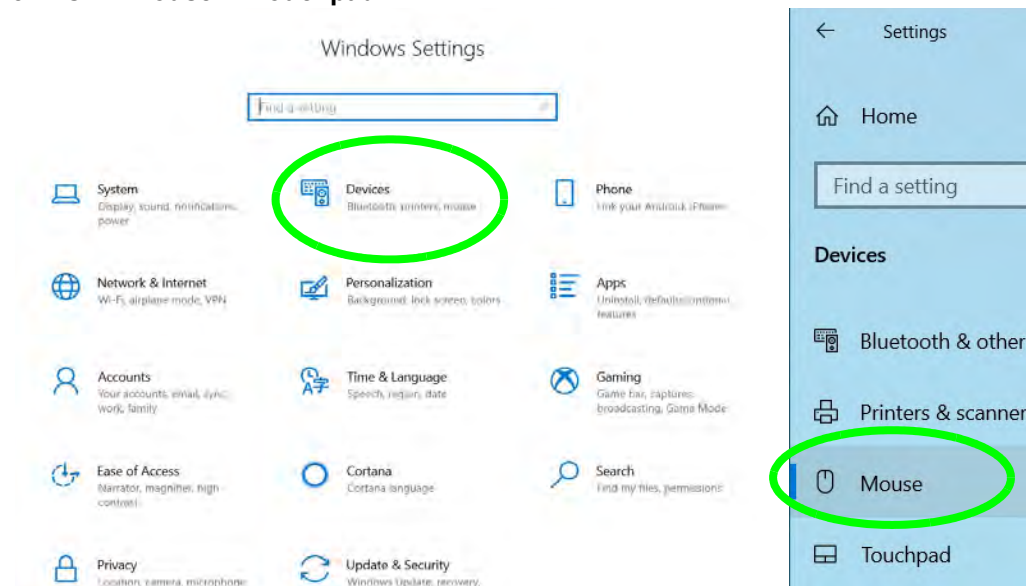 Windows Settings
Find a setting
System
Display, sound, notifications,
power
Devices
Bluetooth, printers, mouse
Phone
Link your Android, iPhone
Network & Internet
Wi-Fi, airplane mode, VPN
Personalization
Background, lock screen, colors
Apps
Uninstall, defaults, optional
features
Accounts
Your accounts, email, sync,
work, family
Time & Language
Speech, region, date
Gaming
Game bar, captures,
broadcasting, Game Mode
Ease of Access
Narrator, magnifier, high
contrast
Cortana
Cortana language
Search
Find my files, permissions
Privacy
Location, camera, microphone
Update & Security
Windows Update, recovery,
Settings
Home
Find a setting
Devices
Bluetooth & other
Printers & scanner
Mouse
Touchpad